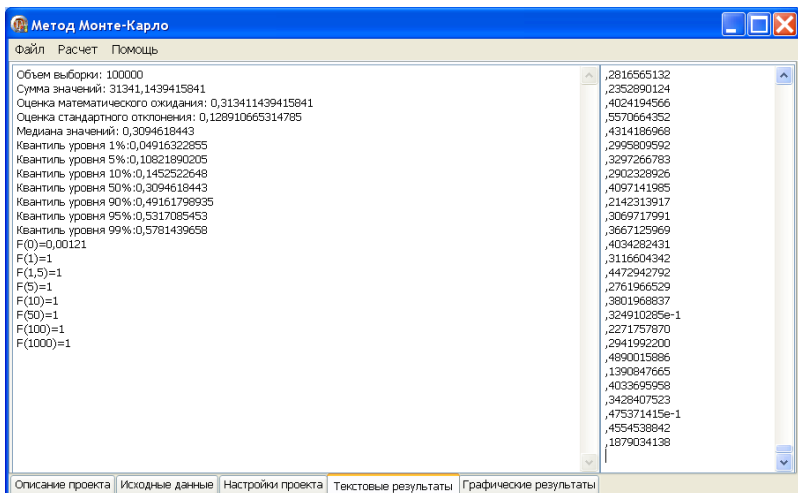 Метод Монте-Карло
Файл Расчет Помощь
Объем выборки: 100000
Сумма значений: 31341,1439415841
Оценка математического ожидания: 0,313411439415841
Оценка стандартного отклонения: 0,128910665314785
Медиана значений: 0,3094618443
Квантиль уровня 1%:0,04916322855
Квантиль уровня 5%:0,10821890205
Квантиль уровня 10%:0,1452522648
Квантиль уровня 50%:0,3094618443
Квантиль уровня 90%:0,49161798935
Квантиль уровня 95%:0,5317085453
Квантиль уровня 99%:0,5781439658
F(0)=0,00121
F(1)=1
F(1,5)=1
F(5)=1
F(10)=1
F(50)=1
F(100)=1
F(1000)=1
,2816565132
,2352890124
,4024194566
,5570664352
,4314186968
,2995809592
,3297266783
,2902328926
,4097141985
,2142313917
,3069717991
,3667125969
,4034282431
,3116604342
,4472942792
,2761966529
,3801968837
,324910285e-1
,2271757870
,2941992200
,4890015886
,1390847665
,4033695958
,3428407523
,475371415e-1
,4554538842
,1879034138
Описание проекта Исходные данные Настройки проекта Текстовые результаты Графические результаты